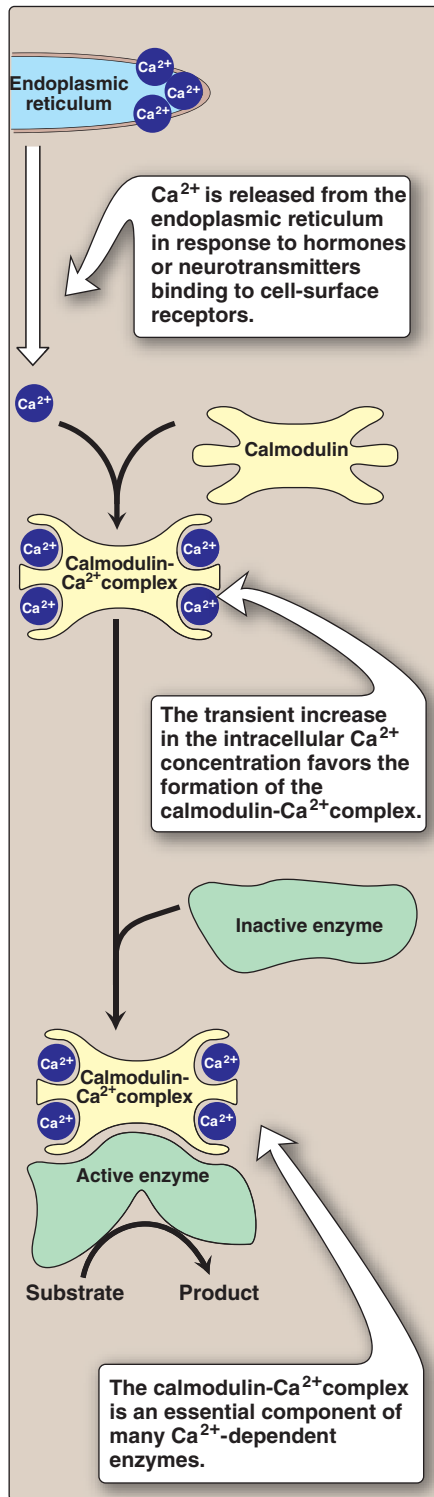 Ca²⁺
Endoplasmic
reticulum
Ca²⁺
Ca²⁺
Ca²⁺ is released from the
endoplasmic reticulum
in response to hormones
or neurotransmitters
binding to cell-surface
receptors.
Ca²⁺
Calmodulin
Ca²⁺
Ca²⁺
Calmodulin-
Ca²⁺complex
Ca²⁺
Ca²⁺
The transient increase
in the intracellular Ca²⁺
concentration favors the
formation of the
calmodulin-Ca²⁺complex.
Inactive enzyme
Ca²⁺
Ca²⁺
Calmodulin-
Ca²⁺complex
Ca²⁺
Ca²⁺
Active enzyme
Substrate
Product
The calmodulin-Ca²⁺complex
is an essential component of
many Ca²⁺-dependent
enzymes.